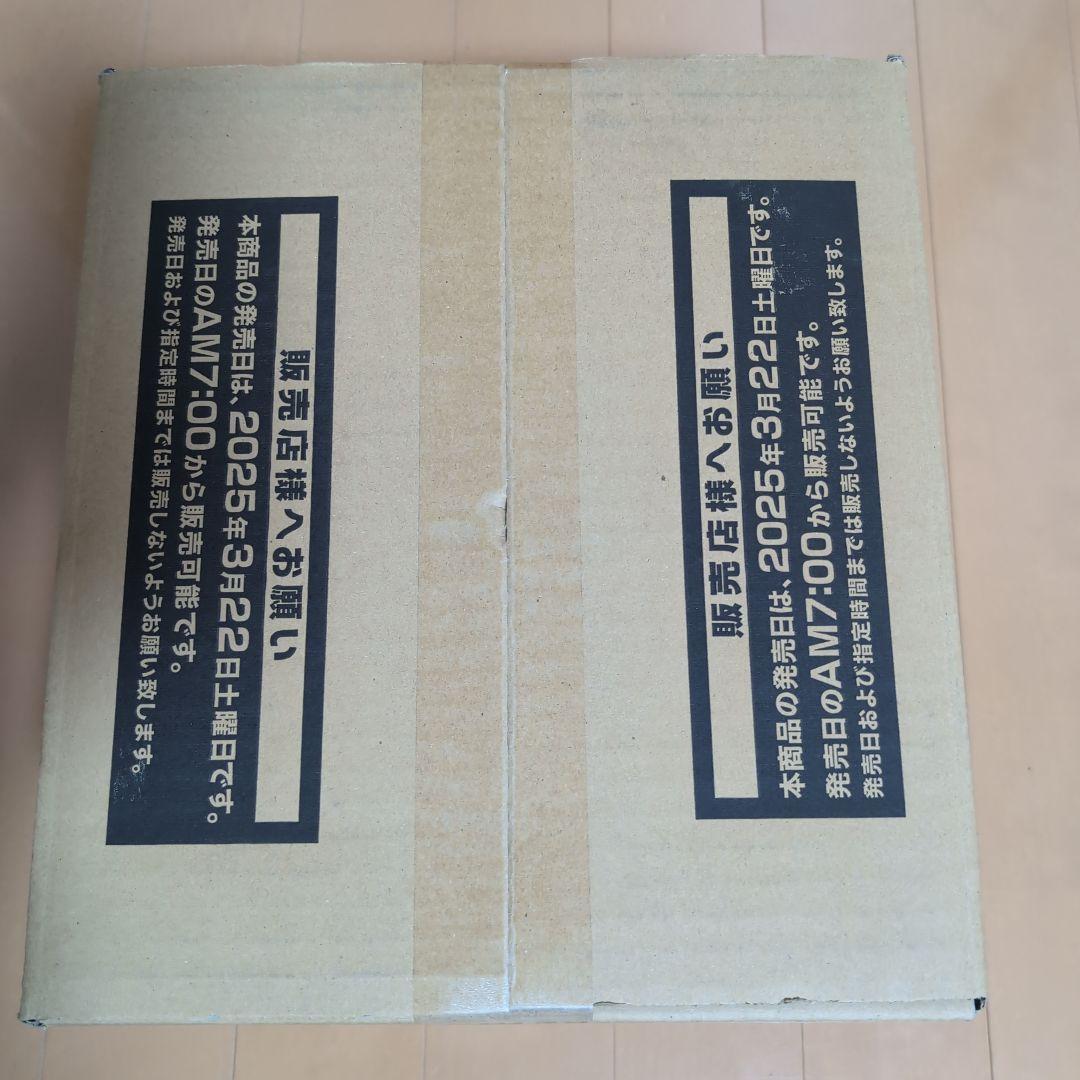 販売店様へお願い
本商品の発売日は、2025年3月22日土曜日です。
発売日のAM7:00から販売可能です。
発売日および指定時間までは販売しないようお願い致します。
販売店様へお願い
本商品の発売日は、2025年3月22日土曜日です。
発売日のAM7:00から販売可能です。
発売日および指定時間までは販売しないようお願い致します。